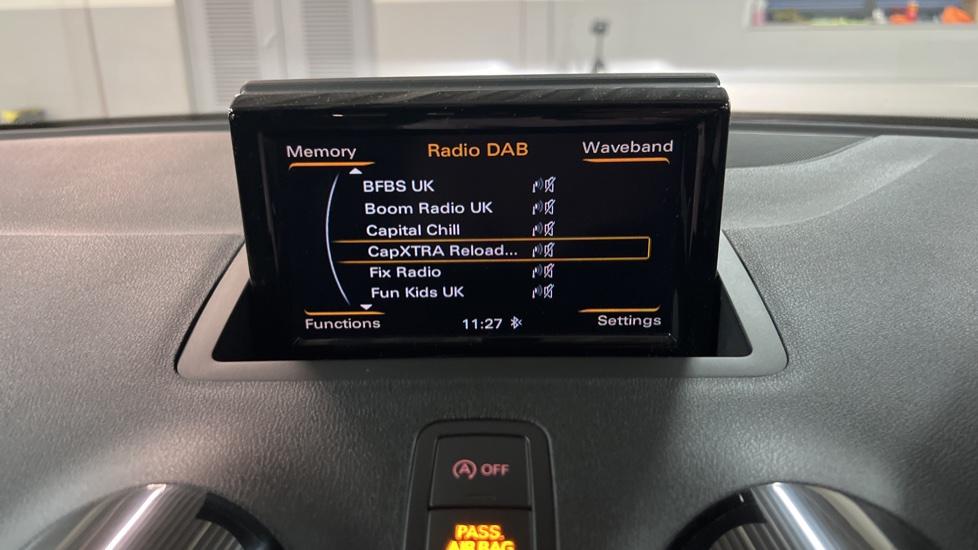 Memory Radio DAB Waveband
BFBS UK
Boom Radio UK
Capital Chill
CapXTRA Reload...
Fix Radio
Fun Kids UK
Functions 11:27 Settings
A OFF
PASS.
AIR BAG